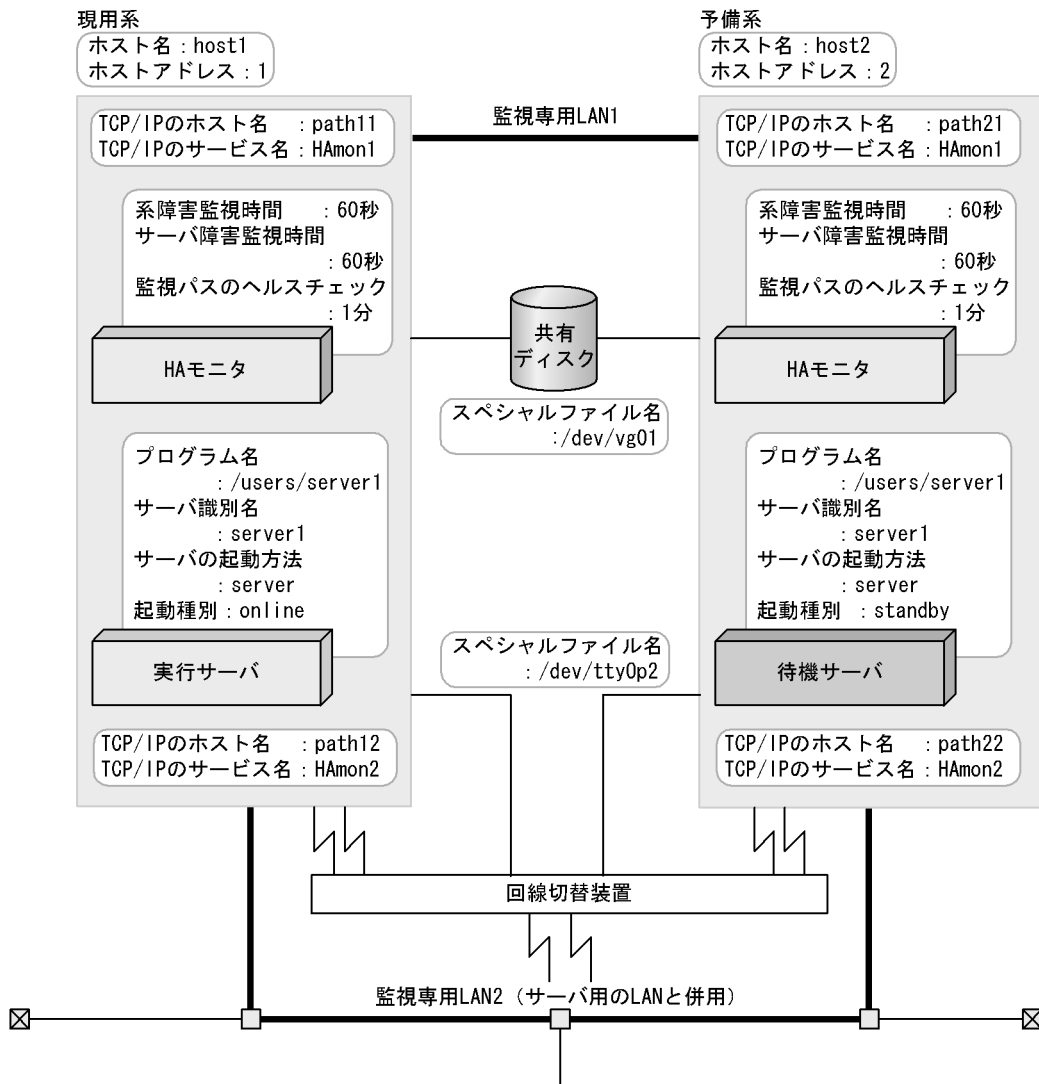 現用系
ホスト名：host1
ホストアドレス：1
予備系
ホスト名：host2
ホストアドレス：2
TCP/IPのホスト名　：path11
TCP/IPのサービス名：HAmon1
監視専用LAN1
TCP/IPのホスト名　：path21
TCP/IPのサービス名：HAmon1
系障害監視時間　：60秒
サーバ障害監視時間
：60秒
監視パスのヘルスチェック
：1分
HAモニタ
共有
ディスク
スペシャルファイル名
：/dev/vg01
系障害監視時間　：60秒
サーバ障害監視時間
：60秒
監視パスのヘルスチェック
：1分
HAモニタ
プログラム名
：/users/server1
サーバ識別名
：server1
サーバの起動方法
：server
起動種別：online
実行サーバ
スペシャルファイル名
：/dev/tty0p2
プログラム名
：/users/server1
サーバ識別名
：server1
サーバの起動方法
：server
起動種別　：standby
待機サーバ
TCP/IPのホスト名　：path12
TCP/IPのサービス名：HAmon2
TCP/IPのホスト名　：path22
TCP/IPのサービス名：HAmon2
回線切替装置
監視専用LAN2（サーバ用のLANと併用）